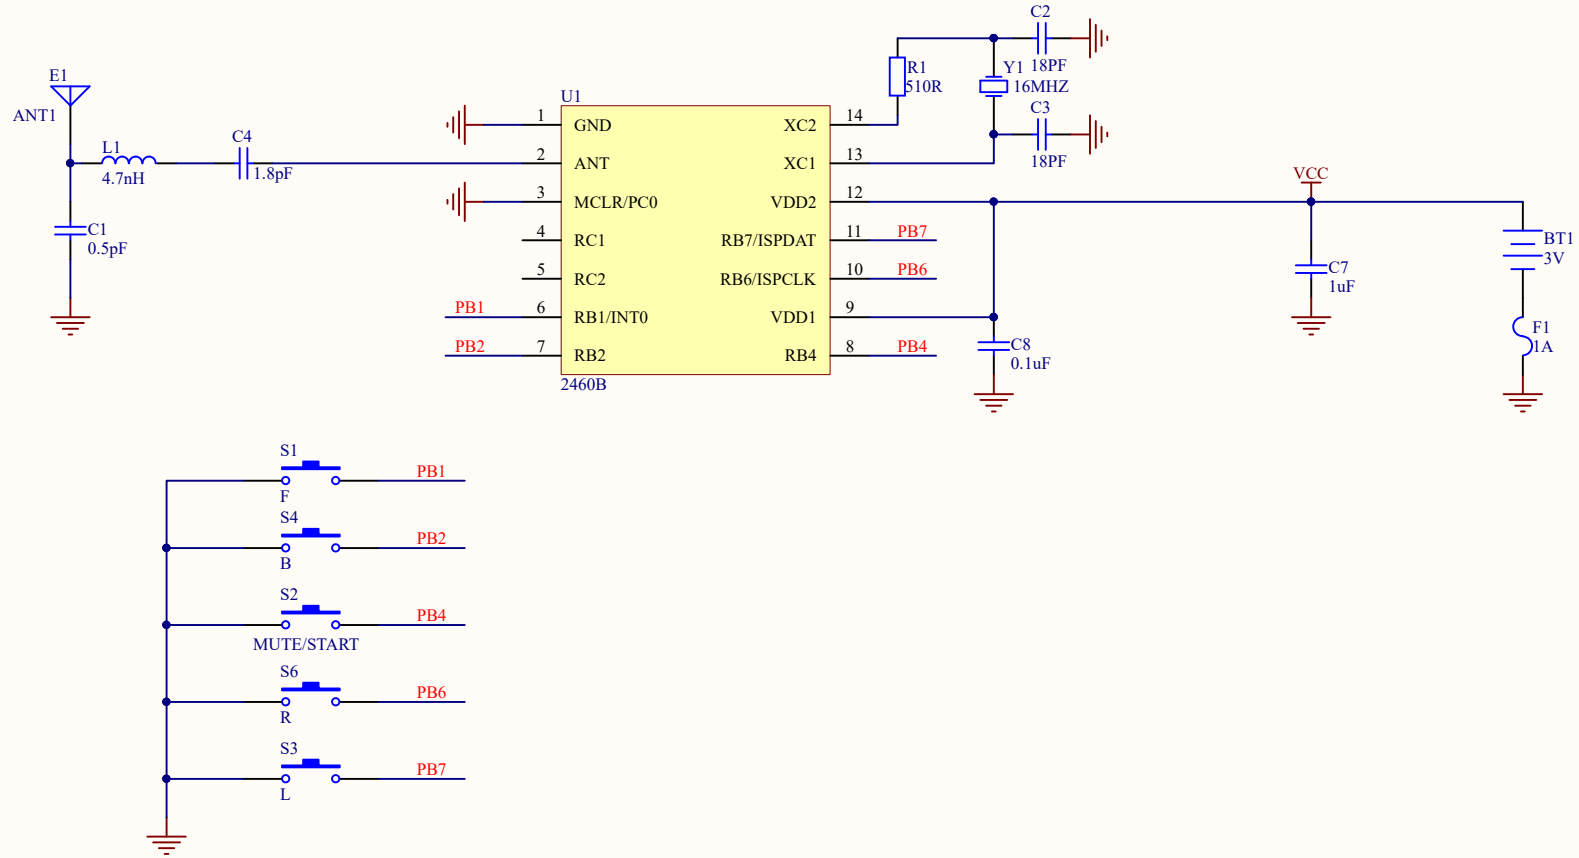 E1
ANT1
L1
4.7nH
C4
1.8pF
C1
0.5pF
U1
1
GND
2
ANT
3
MCLR/PC0
4
RC1
5
RC2
PB1
6
RB1/INT0
PB2
7
RB2
14
XC2
13
XC1
12
VDD2
11
RB7/ISPDAT
PB7
10
RB6/ISPCLK
PB6
9
VDD1
8
RB4
PB4
2460B
R1
510R
Y1
16MHZ
C2
18PF
C3
18PF
VCC
C7
1uF
C8
0.1uF
BT1
3V
F1
1A
S1
PB1
F
S4
PB2
B
S2
PB4
MUTE/START
S6
PB6
R
S3
PB7
L